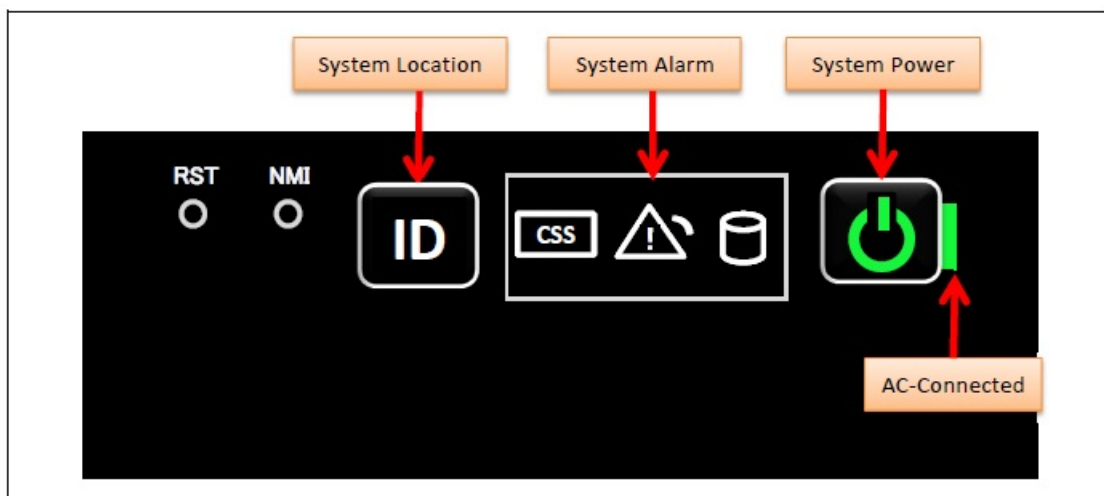 System Location
System Alarm
System Power
RST
NMI
ID
CSS
!
AC-Connected